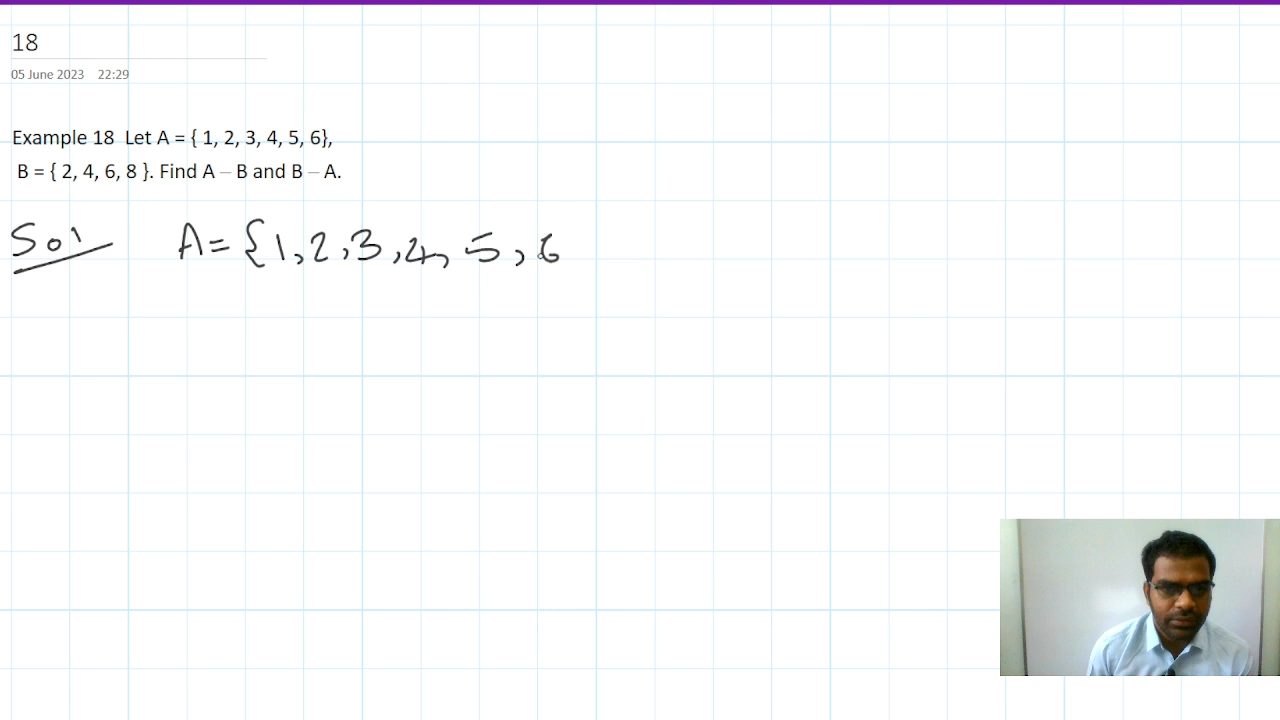 18
05 June 2023 22:29
Example 18 Let A = { 1, 2, 3, 4, 5, 6},
B = { 2, 4, 6, 8 }. Find A – B and B – A.
Sol A= {1,2,3,4,5,6